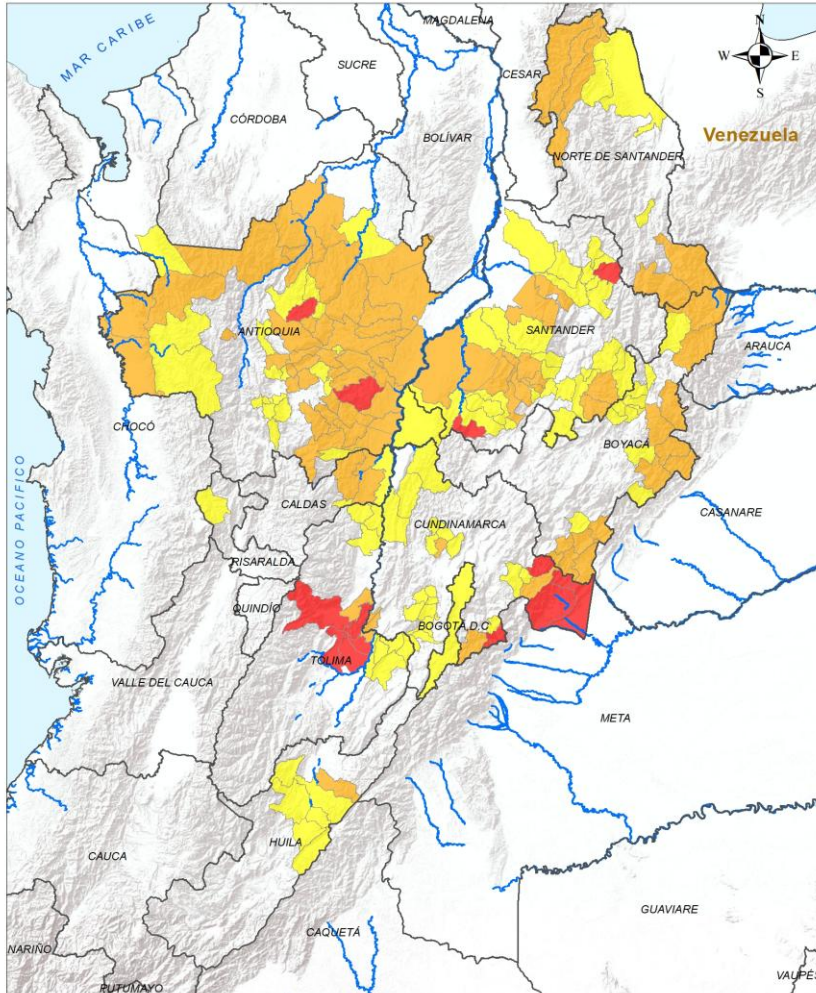 MAGDALENA
MAR CARIBE
N
W E
S
SUCRE
CESAR
CÓRDOBA
BOLÍVAR
Venezuela
NORTE DE SANTANDER
ANTIOQUIA
SANTANDER
ARAUCA
CHOCÓ
BOYACÁ
CALDAS
CUNDINAMARCA
CASANARE
OCEANO PACIFICO
RISARALDA
QUINDÍO
BOGOTÁ, D.C.
TOLIMA
VALLE DEL CAUCA
META
HUILA
CAUCA
GUAVIARE
CAQUETÁ
NARIÑO
PUTUMAYO
VAUPÉS